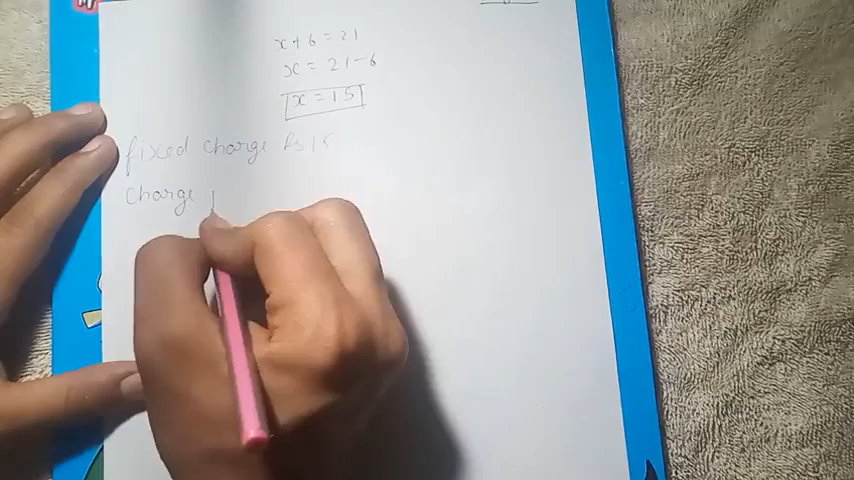 x + 6 = 21
x = 21 - 6
x = 15
fixed charge Rs 15
Charge